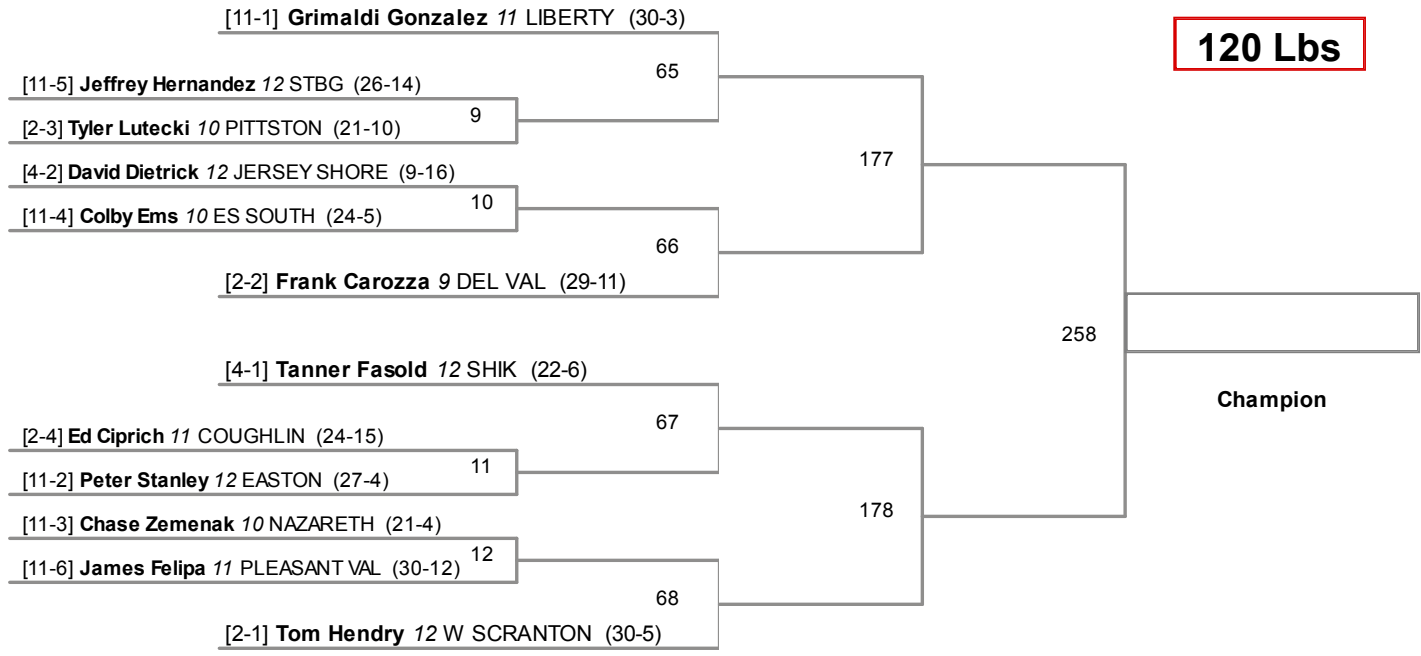 [11-1] Grimaldi Gonzalez 11 LIBERTY (30-3)
120 Lbs
65
[11-5] Jeffrey Hernandez 12 STBG (26-14)
9
[2-3] Tyler Lutecki 10 PITTSTON (21-10)
177
[4-2] David Dietrick 12 JERSEY SHORE (9-16)
10
[11-4] Colby Ems 10 ES SOUTH (24-5)
66
[2-2] Frank Carozza 9 DEL VAL (29-11)
258
[4-1] Tanner Fasold 12 SHIK (22-6)
Champion
67
[2-4] Ed Ciprich 11 COUGHLIN (24-15)
11
[11-2] Peter Stanley 12 EASTON (27-4)
178
[11-3] Chase Zemenak 10 NAZARETH (21-4)
12
[11-6] James Felipa 11 PLEASANT VAL (30-12)
68
[2-1] Tom Hendry 12 W SCRANTON (30-5)